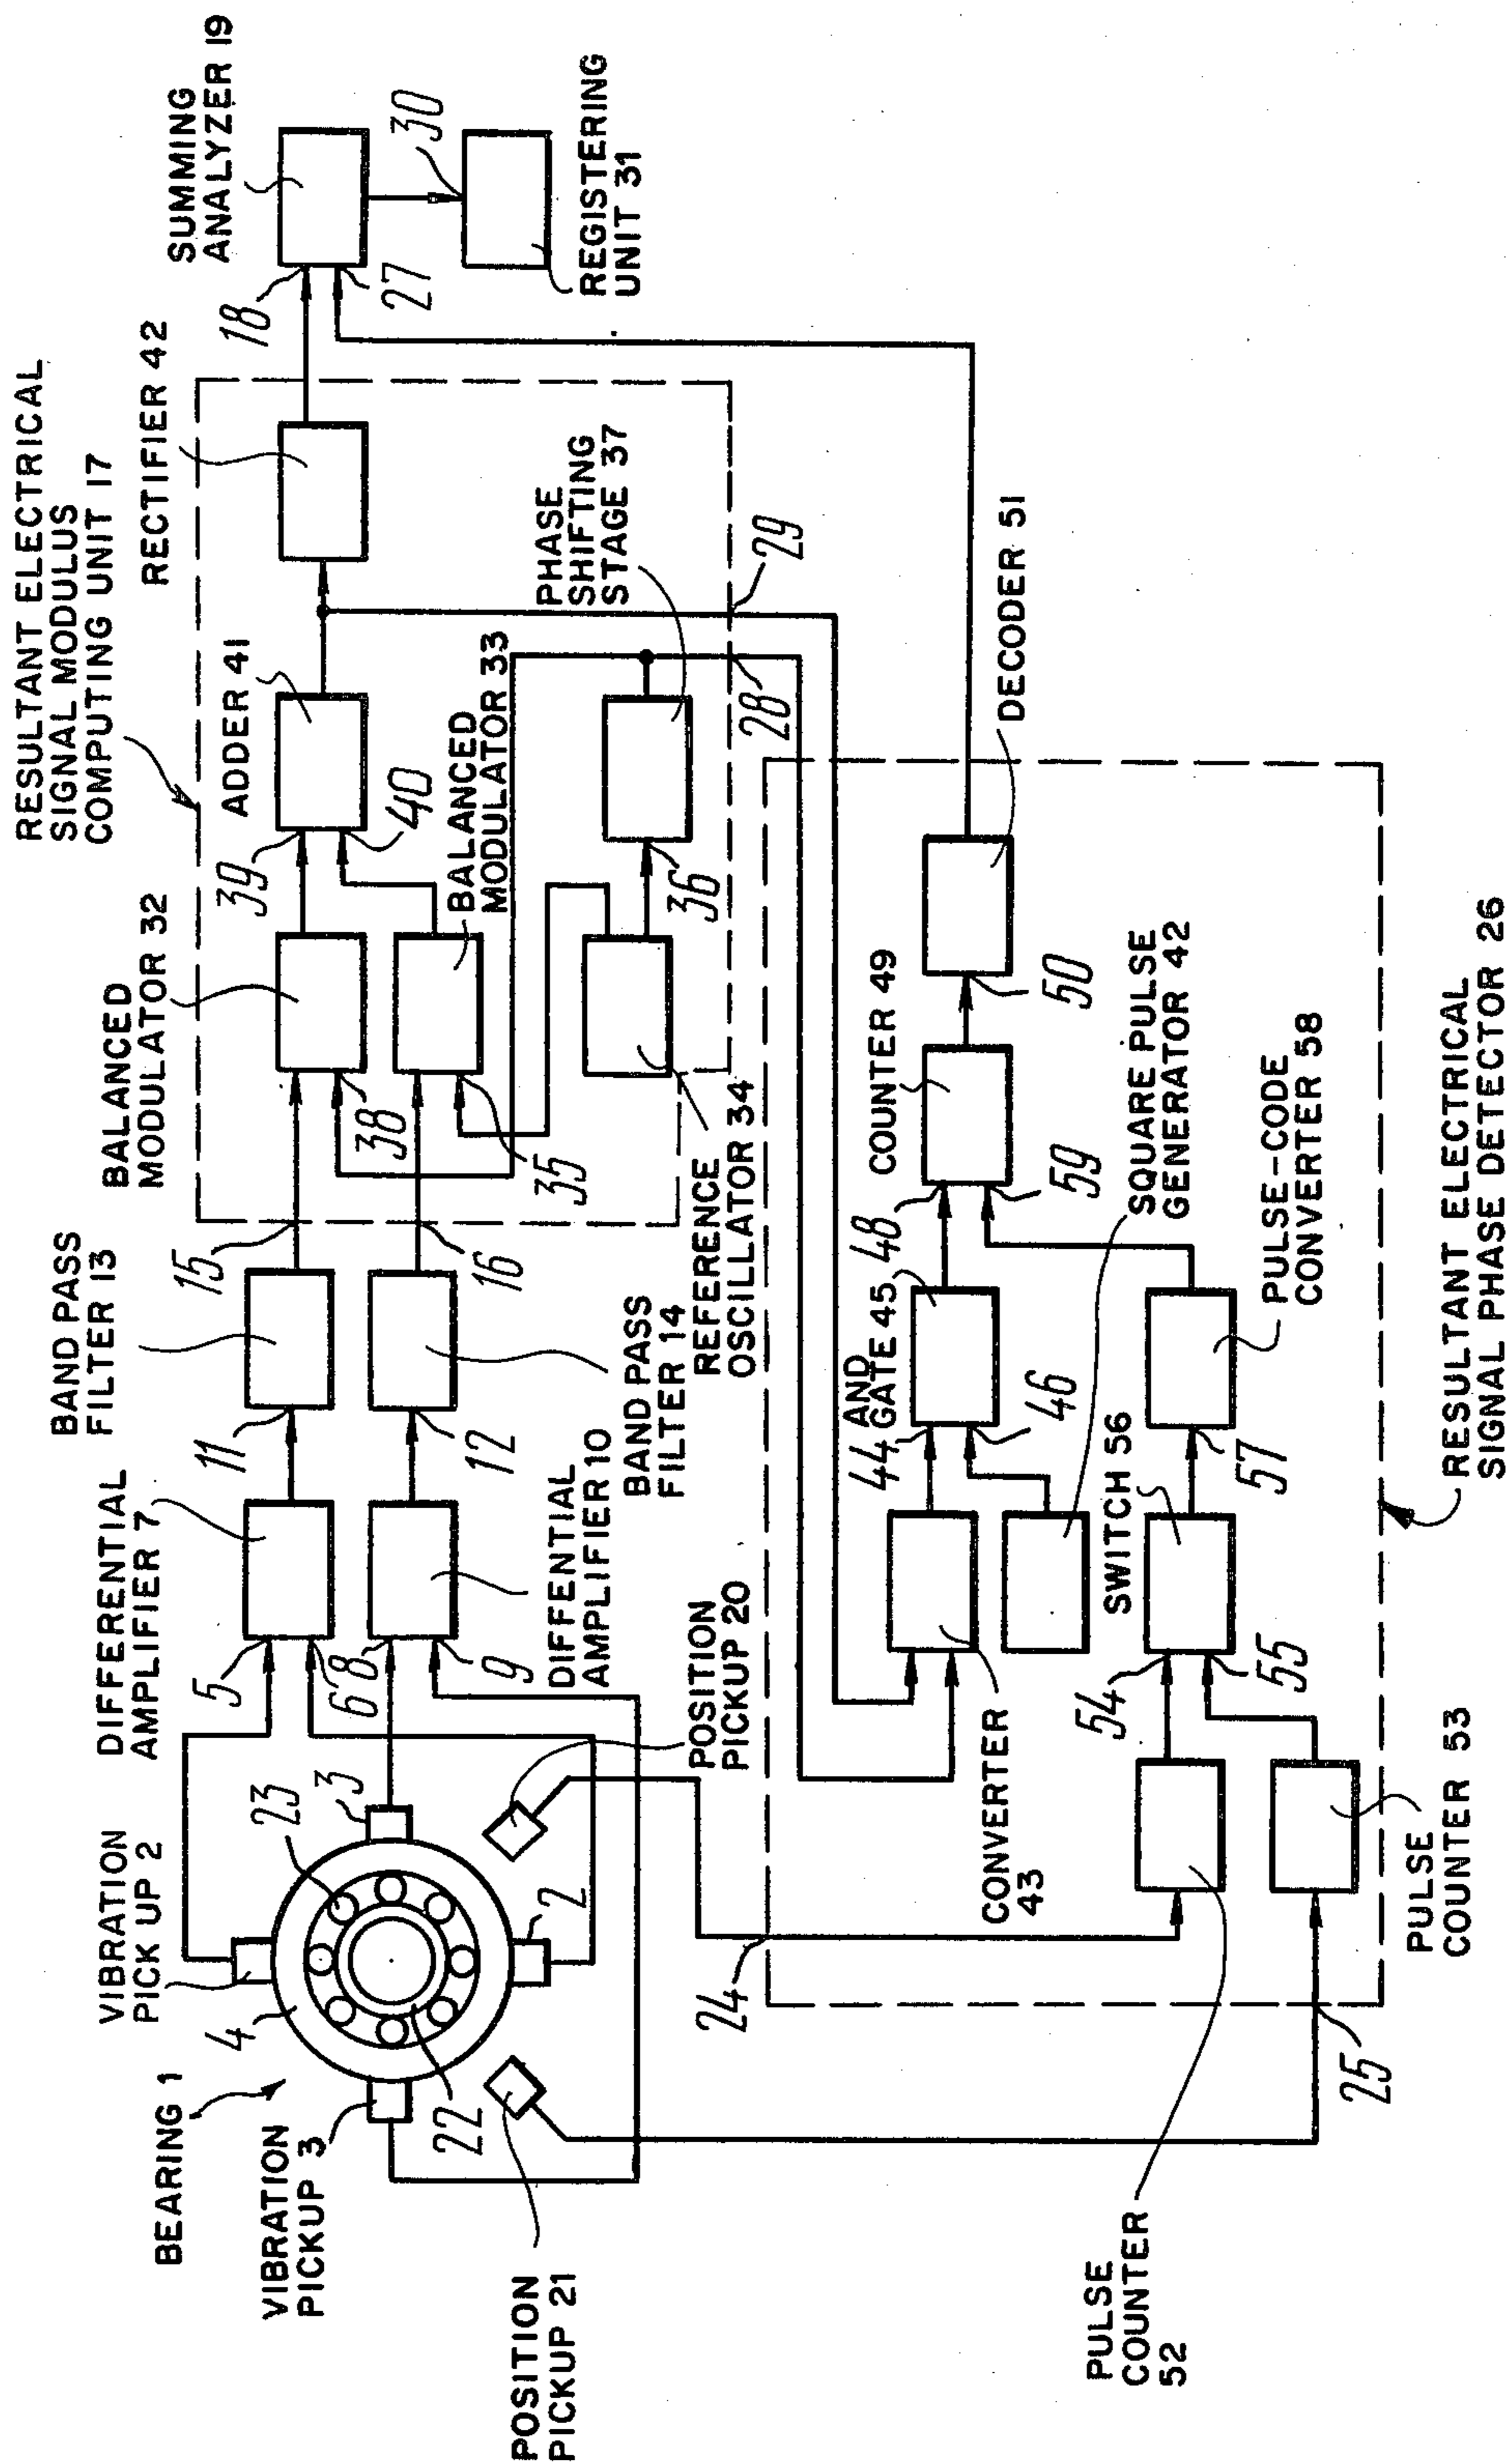 RESULTANT ELECTRICAL
SIGNAL MODULUS
COMPUTING UNIT 17
SUMMING
ANALYZER 19
RECTIFIER 42
18
27
30
REGISTERING
UNIT 31
BAND PASS
FILTER 13
BALANCED
MODULATOR 32
ADDER 41
39
40
DIFFERENTIAL
AMPLIFIER 7
11
15
38
BALANCED
MODULATOR 33
PHASE
SHIFTING
STAGE 37
29
VIBRATION
PICK UP 2
5
6
8
9
12
16
35
36
28
BEARING 1
4
23
3
2
22
VIBRATION
PICKUP 3
DIFFENTIAL
AMPLIFIER 10
BAND PASS
FILTER 14
REFERENCE
OSCILLATOR 34
POSITION
PICKUP 21
POSITION
PICKUP 20
24
CONVERTER
43
44
AND
GATE 45
46
48
COUNTER 49
59
50
DECODER 51
SQUARE PULSE
GENERATOR 42
54
55
SWITCH 56
57
PULSE-CODE
CONVERTER 58
PULSE
COUNTER
52
25
PULSE
COUNTER 53
RESULTANT ELECTRICAL
SIGNAL PHASE DETECTOR 26